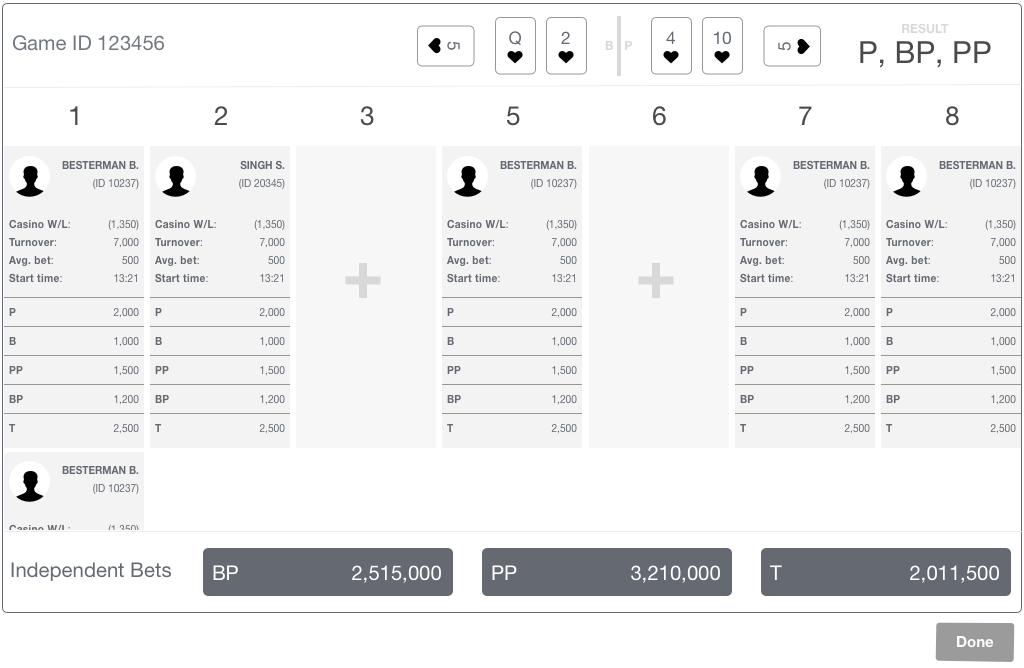 Game ID 123456
5
Q
2
B
P
4
10
5
RESULT
P, BP, PP
1
2
3
5
6
7
8
BESTERMAN B.
(ID 10237)
Casino W/L: (1,350)
Turnover: 7,000
Avg. bet: 500
Start time: 13:21
P 2,000
B 1,000
PP 1,500
BP 1,200
T 2,500
SINGH S.
(ID 20345)
Casino W/L: (1,350)
Turnover: 7,000
Avg. bet: 500
Start time: 13:21
P 2,000
B 1,000
PP 1,500
BP 1,200
T 2,500
BESTERMAN B.
(ID 10237)
Casino W/L: (1,350)
Turnover: 7,000
Avg. bet: 500
Start time: 13:21
P 2,000
B 1,000
PP 1,500
BP 1,200
T 2,500
BESTERMAN B.
(ID 10237)
Casino W/L: (1,350)
Turnover: 7,000
Avg. bet: 500
Start time: 13:21
P 2,000
B 1,000
PP 1,500
BP 1,200
T 2,500
BESTERMAN B.
(ID 10237)
Casino W/L: (1,350)
Turnover: 7,000
Avg. bet: 500
Start time: 13:21
P 2,000
B 1,000
PP 1,500
BP 1,200
T 2,500
BESTERMAN B.
(ID 10237)
Casino W/L: (1,350)
Independent Bets
BP 2,515,000
PP 3,210,000
T 2,011,500
Done